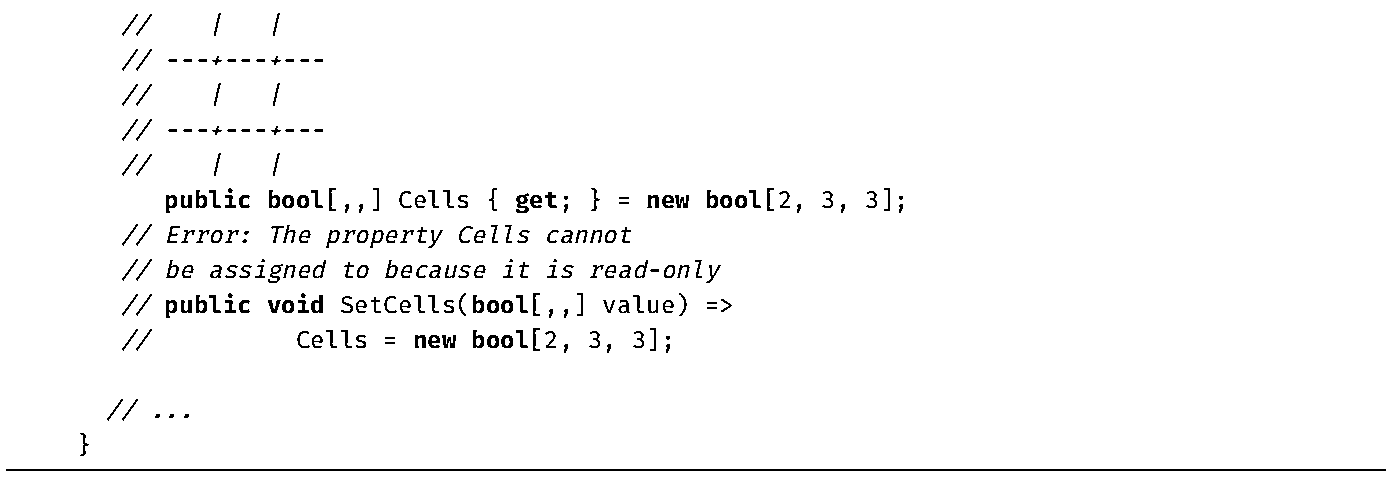 //    |   |
// ---+---+---
//    |   |
// ---+---+---
//    |   |
public bool[,,] Cells { get; } = new bool[2, 3, 3];
// Error: The property Cells cannot
// be assigned to because it is read-only
// public void SetCells(bool[,,] value) =>
//          Cells = new bool[2, 3, 3];
// ...
}